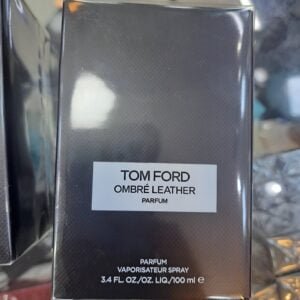 TOM FORD
OMBRÉ LEATHER
PARFUM
PARFUM
VAPORISATEUR SPRAY
3.4 FL. OZ./OZ. LIQ./100 ml ℮